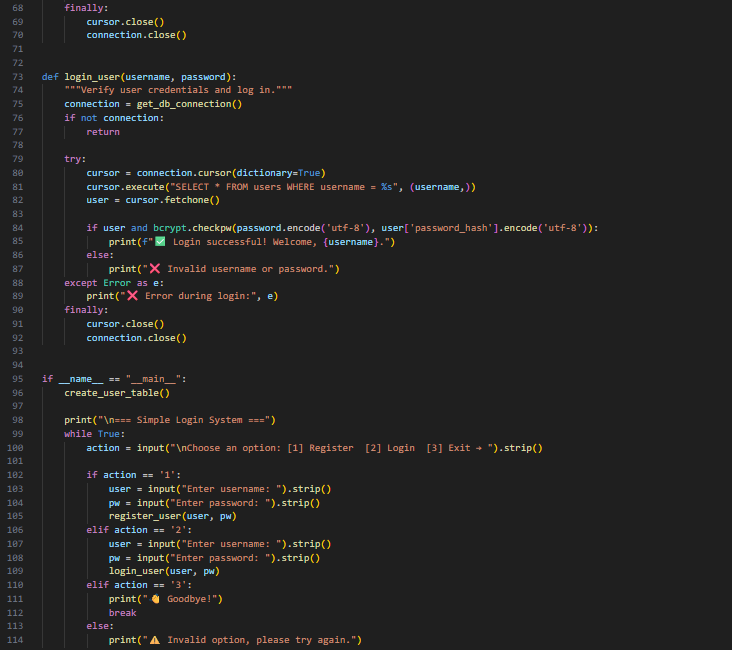 68 finally:
69 cursor.close()
70 connection.close()
71
72
73 def login_user(username, password):
74 """Verify user credentials and log in."""
75 connection = get_db_connection()
76 if not connection:
77 return
78
79 try:
80 cursor = connection.cursor(dictionary=True)
81 cursor.execute("SELECT * FROM users WHERE username = %s", (username,))
82 user = cursor.fetchone()
83
84 if user and bcrypt.checkpw(password.encode('utf-8'), user['password_hash'].encode('utf-8')):
85 print(f"✅ Login successful! Welcome, {username}.")
86 else:
87 print("❌ Invalid username or password.")
88 except Error as e:
89 print("❌ Error during login:", e)
90 finally:
91 cursor.close()
92 connection.close()
93
94
95 if __name__ == "__main__":
96 create_user_table()
97
98 print("\n=== Simple Login System ===")
99 while True:
100 action = input("\nChoose an option: [1] Register  [2] Login  [3] Exit → ").strip()
101
102 if action == '1':
103 user = input("Enter username: ").strip()
104 pw = input("Enter password: ").strip()
105 register_user(user, pw)
106 elif action == '2':
107 user = input("Enter username: ").strip()
108 pw = input("Enter password: ").strip()
109 login_user(user, pw)
110 elif action == '3':
111 print("👋 Goodbye!")
112 break
113 else:
114 print("⚠️ Invalid option, please try again.")